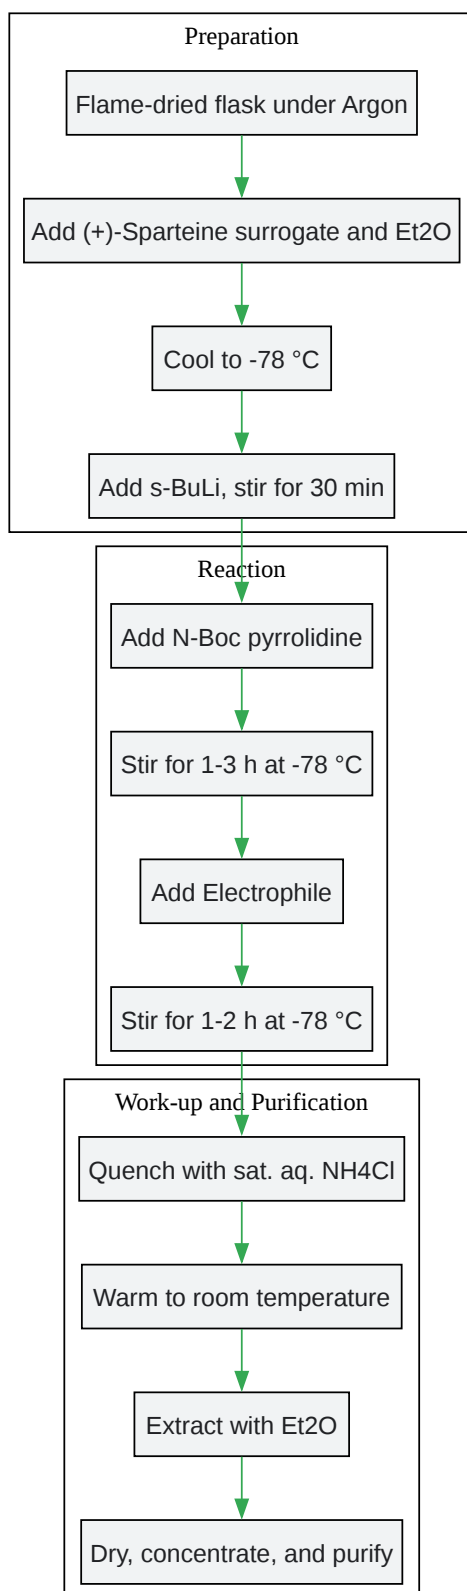 Preparation
Flame-dried flask under Argon
Add (+)-Sparteine surrogate and Et2O
Cool to -78 °C
Add s-BuLi, stir for 30 min
Reaction
Add N-Boc pyrrolidine
Stir for 1-3 h at -78 °C
Add Electrophile
Stir for 1-2 h at -78 °C
Work-up and Purification
Quench with sat. aq. NH4Cl
Warm to room temperature
Extract with Et2O
Dry, concentrate, and purify